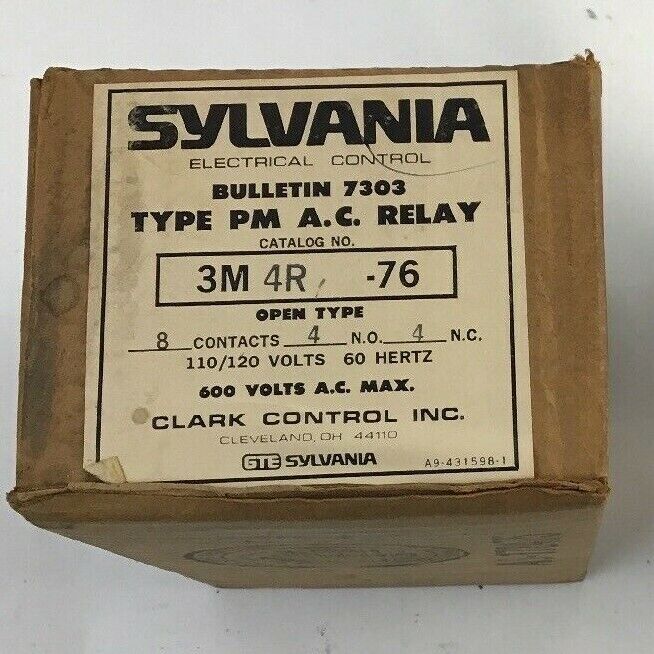 SYLVANIA
ELECTRICAL CONTROL
BULLETIN 7303
TYPE PM A.C. RELAY
CATALOG NO.
3M 4R, -76
OPEN TYPE
8 CONTACTS 4 N.O. 4 N.C.
110/120 VOLTS 60 HERTZ
600 VOLTS A.C. MAX.
CLARK CONTROL INC.
CLEVELAND, OH 44110
GTE SYLVANIA A9-431598-1